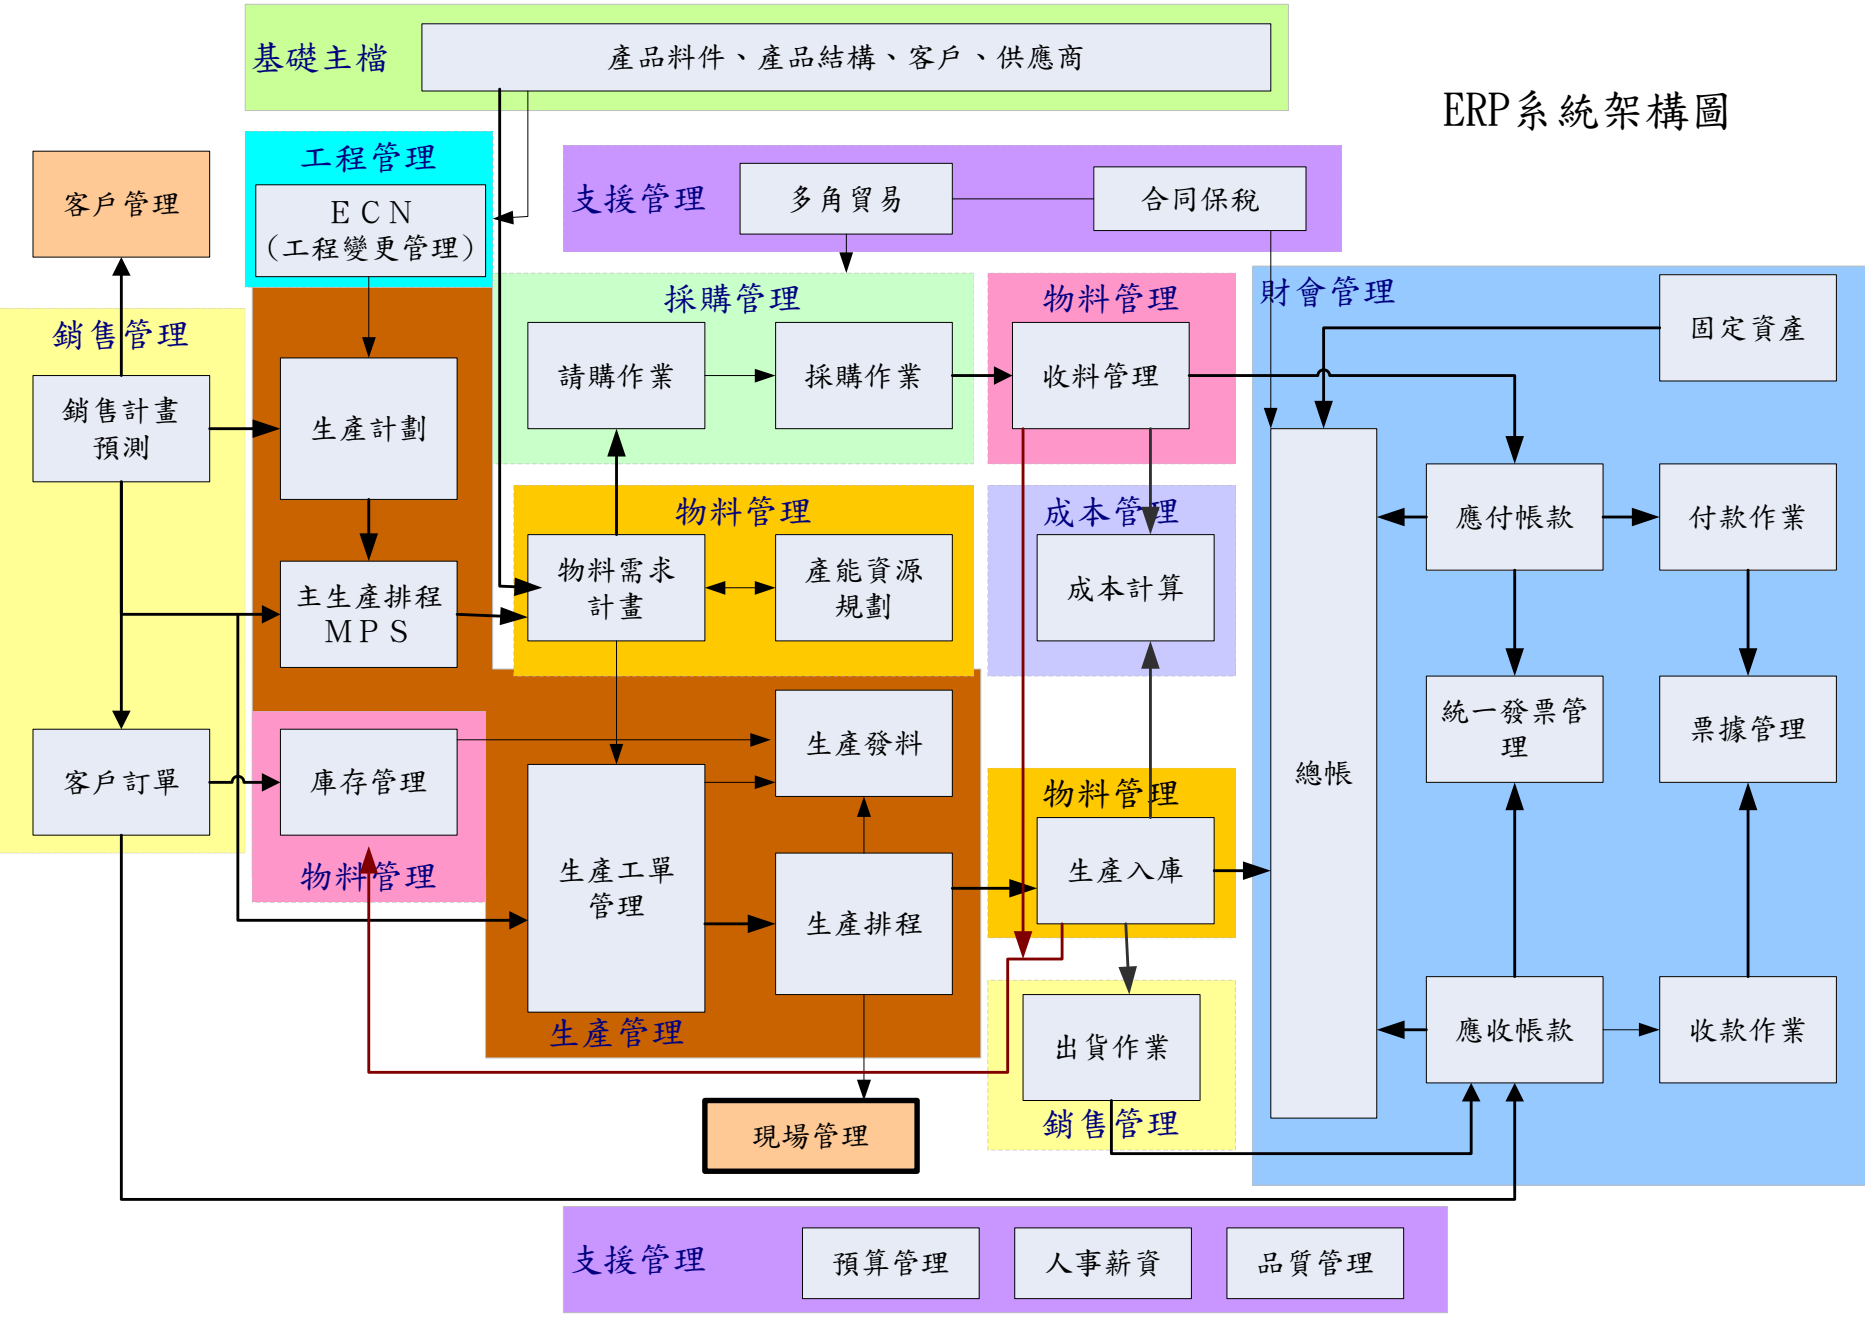 基礎主檔
產品料件、產品結構、客戶、供應商
ERP系統架構圖
客戶管理
工程管理
ＥＣＮ
（工程變更管理）
支援管理
多角貿易
合同保稅
銷售管理
銷售計畫
預測
生產計劃
主生產排程
ＭＰＳ
採購管理
請購作業
採購作業
物料管理
收料管理
財會管理
固定資產
物料管理
物料需求
計畫
產能資源
規劃
成本管理
成本計算
應付帳款
付款作業
統一發票管
理
票據管理
總帳
客戶訂單
庫存管理
物料管理
生產發料
生產工單
管理
生產排程
生產管理
物料管理
生產入庫
出貨作業
銷售管理
應收帳款
收款作業
現場管理
支援管理
預算管理
人事薪資
品質管理